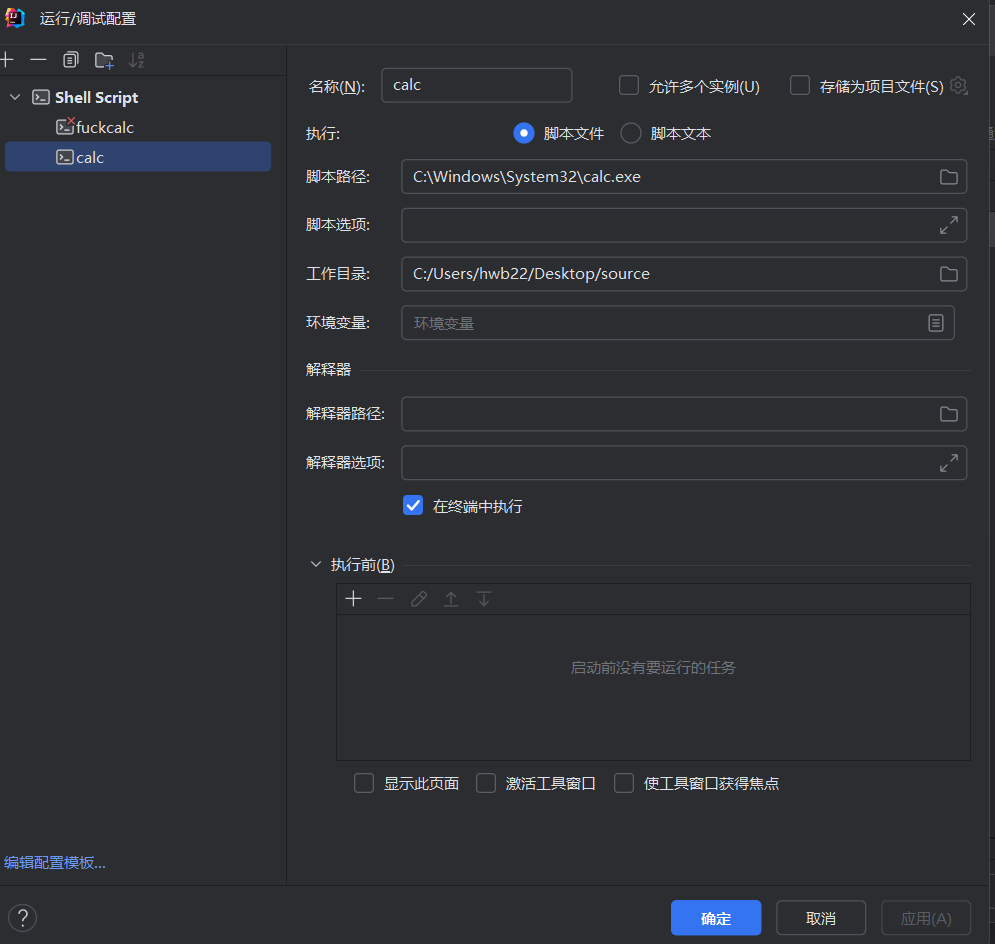 运行/调试配置
Shell Script
fuckcalc
calc
编辑配置模板...
名称(N): calc 允许多个实例(U) 存储为项目文件(S)
执行: 脚本文件 脚本文本
脚本路径: C:\Windows\System32\calc.exe
脚本选项:
工作目录: C:/Users/hwb22/Desktop/source
环境变量: 环境变量
解释器
解释器路径:
解释器选项:
在终端中执行
执行前(B)
启动前没有要运行的任务
显示此页面 激活工具窗口 使工具窗口获得焦点
? 确定 取消 应用(A)